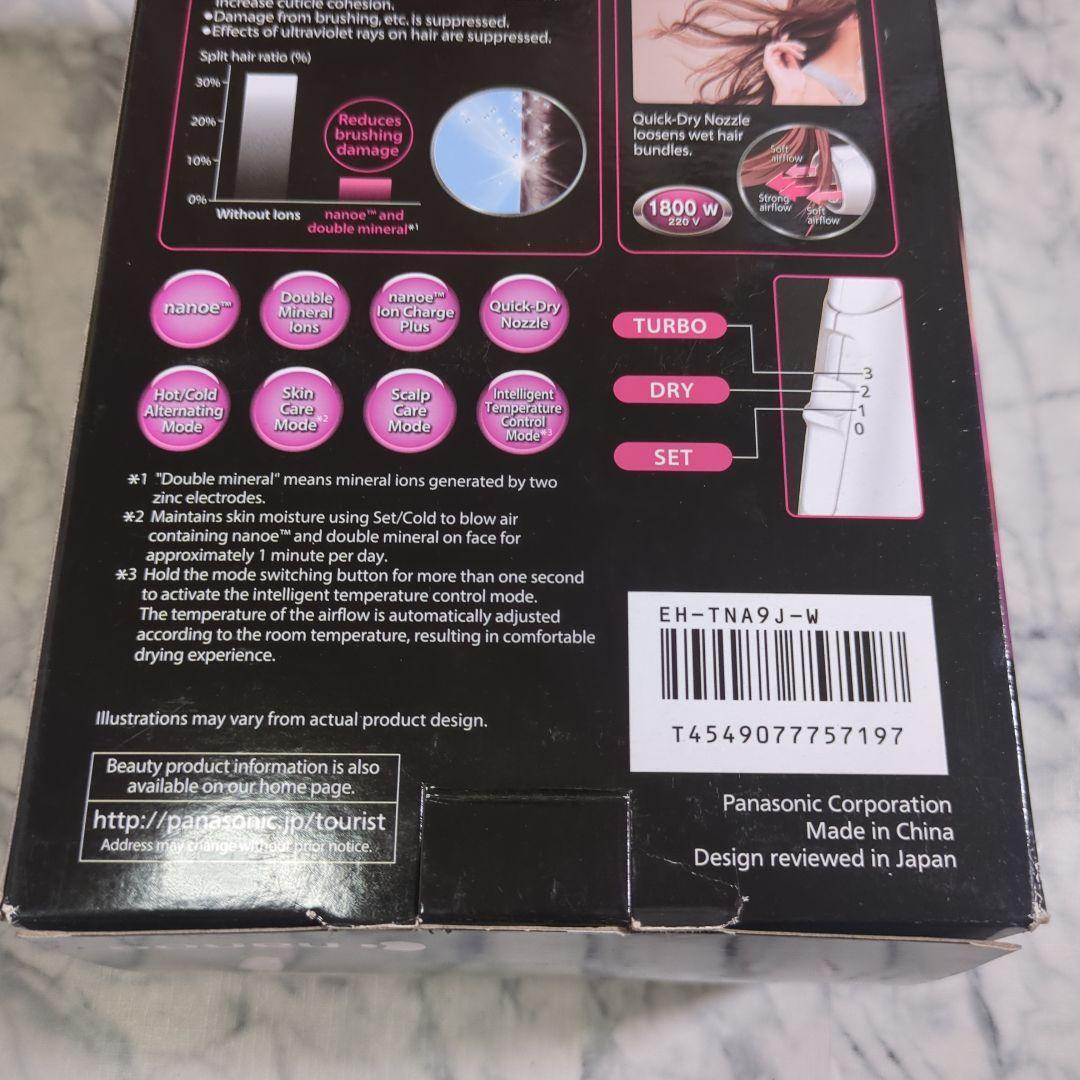 increase cuticle cohesion.
●Damage from brushing, etc. is suppressed.
●Effects of ultraviolet rays on hair are suppressed.
Split hair ratio (%)
30%
20%
10%
0%
Reduces
brushing
damage
Without Ions
nanoe™ and
double mineral*1
Quick-Dry Nozzle
loosens wet hair
bundles.
Soft
airflow
Strong
airflow
Soft
airflow
1800 W
220 V
nanoe™
Double
Mineral
Ions
nanoe™
Ion Charge
Plus
Quick-Dry
Nozzle
Hot/Cold
Alternating
Mode
Skin
Care
Mode*2
Scalp
Care
Mode
Intelligent
Temperature
Control
Mode*3
TURBO
DRY
SET
3
2
1
0
*1 "Double mineral" means mineral ions generated by two
zinc electrodes.
*2 Maintains skin moisture using Set/Cold to blow air
containing nanoe™ and double mineral on face for
approximately 1 minute per day.
*3 Hold the mode switching button for more than one second
to activate the intelligent temperature control mode.
The temperature of the airflow is automatically adjusted
according to the room temperature, resulting in comfortable
drying experience.
Illustrations may vary from actual product design.
Beauty product information is also
available on our home page.
http://panasonic.jp/tourist
Address may change without prior notice.
EH-TNA9J-W
T4549077757197
Panasonic Corporation
Made in China
Design reviewed in Japan